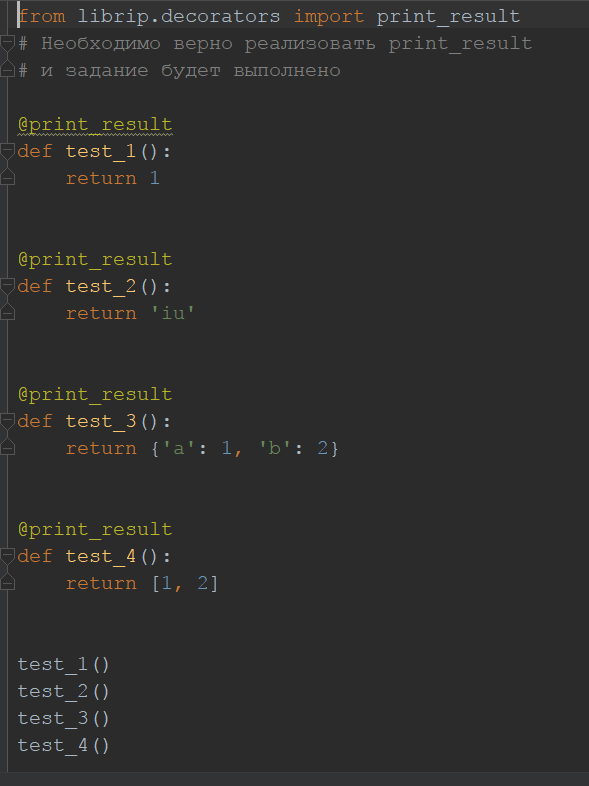 from librip.decorators import print_result
# Необходимо верно реализовать print_result
# и задание будет выполнено
@print_result
def test_1():
    return 1
@print_result
def test_2():
    return 'iu'
@print_result
def test_3():
    return {'a': 1, 'b': 2}
@print_result
def test_4():
    return [1, 2]
test_1()
test_2()
test_3()
test_4()